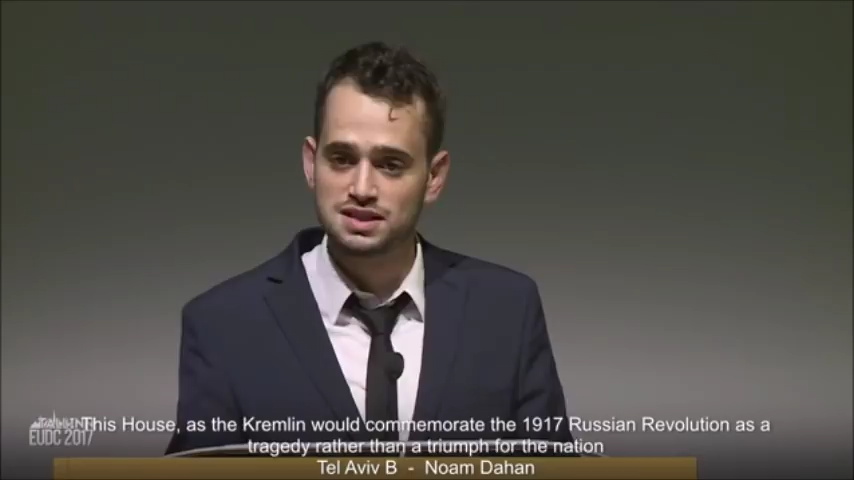 This House, as the Kremlin would commemorate the 1917 Russian Revolution as a
tragedy rather than a triumph for the nation
Tel Aviv B - Noam Dahan
EUDC 2017